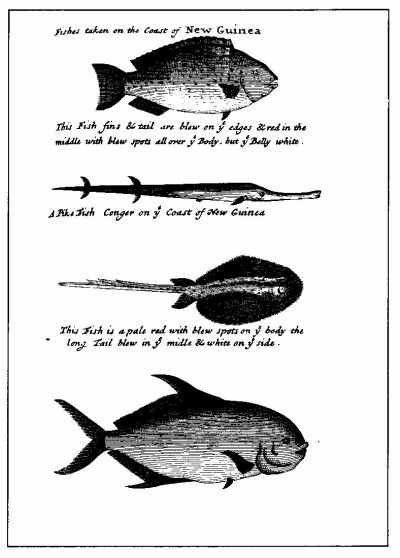 Fishes taken on the Coast of New Guinea
This Fish fins & tail are blew on yͤ edges & red in the
middle with blew spots all over yͤ Body, but yͤ Belly white.
A Pike Fish Conger on yͤ Coast of New Guinea
This Fish is a pale red with blew spots on yͤ body the
long Tail blew in yͤ midle & white on yͤ side.